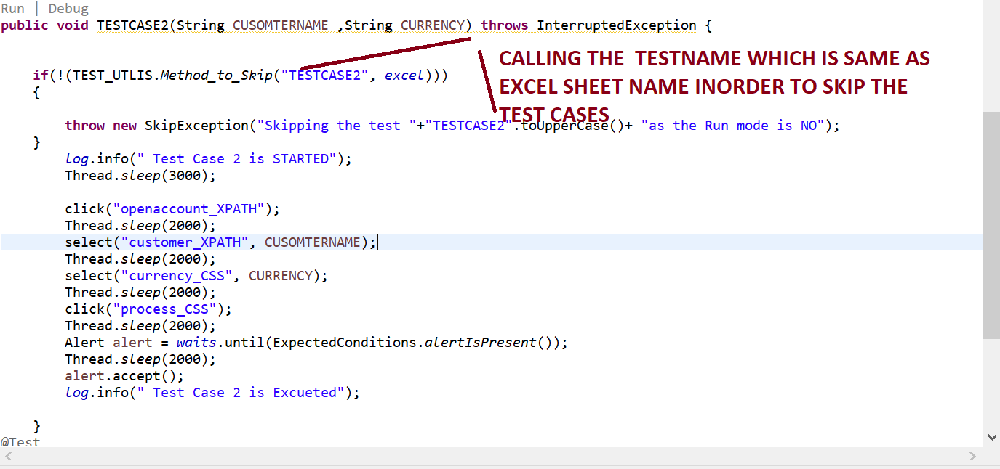 Run | Debug
public void TESTCASE2(String CUSOMTERNAME ,String CURRENCY) throws InterruptedException {
CALLING THE TESTNAME WHICH IS SAME AS
EXCEL SHEET NAME INORDER TO SKIP THE
TEST CASES
if(!(TEST_UTLIS.Method_to_Skip("TESTCASE2", excel)))
{
throw new SkipException("Skipping the test "+"TESTCASE2".toUpperCase()+ "as the Run mode is NO");
}
log.info(" Test Case 2 is STARTED");
Thread.sleep(3000);
click("openaccount_XPATH");
Thread.sleep(2000);
select("customer_XPATH", CUSOMTERNAME);
Thread.sleep(2000);
select("currency_CSS", CURRENCY);
Thread.sleep(2000);
click("process_CSS");
Thread.sleep(2000);
Alert alert = waits.until(ExpectedConditions.alertIsPresent());
Thread.sleep(2000);
alert.accept();
log.info(" Test Case 2 is Excueted");
}
@Test